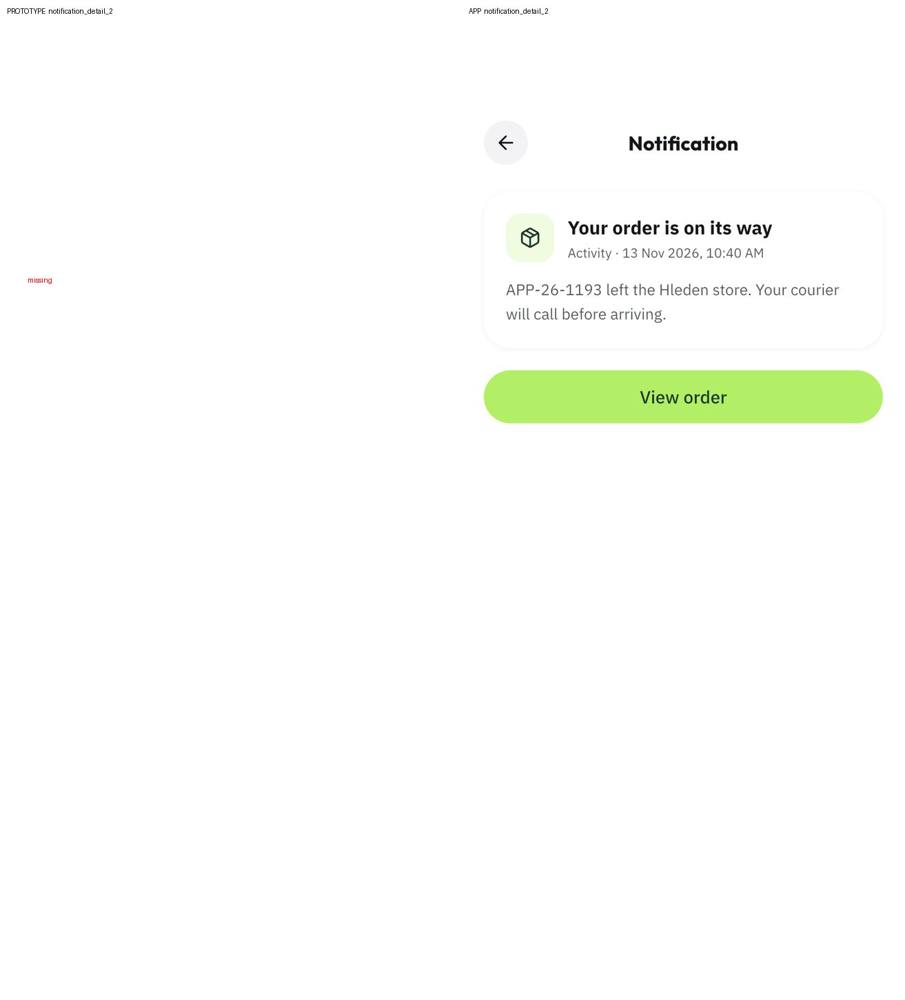 PROTOTYPE notification_detail_2
APP notification_detail_2
missing
Notification
Your order is on its way
Activity · 13 Nov 2026, 10:40 AM
APP-26-1193 left the Hleden store. Your courier
will call before arriving.
View order